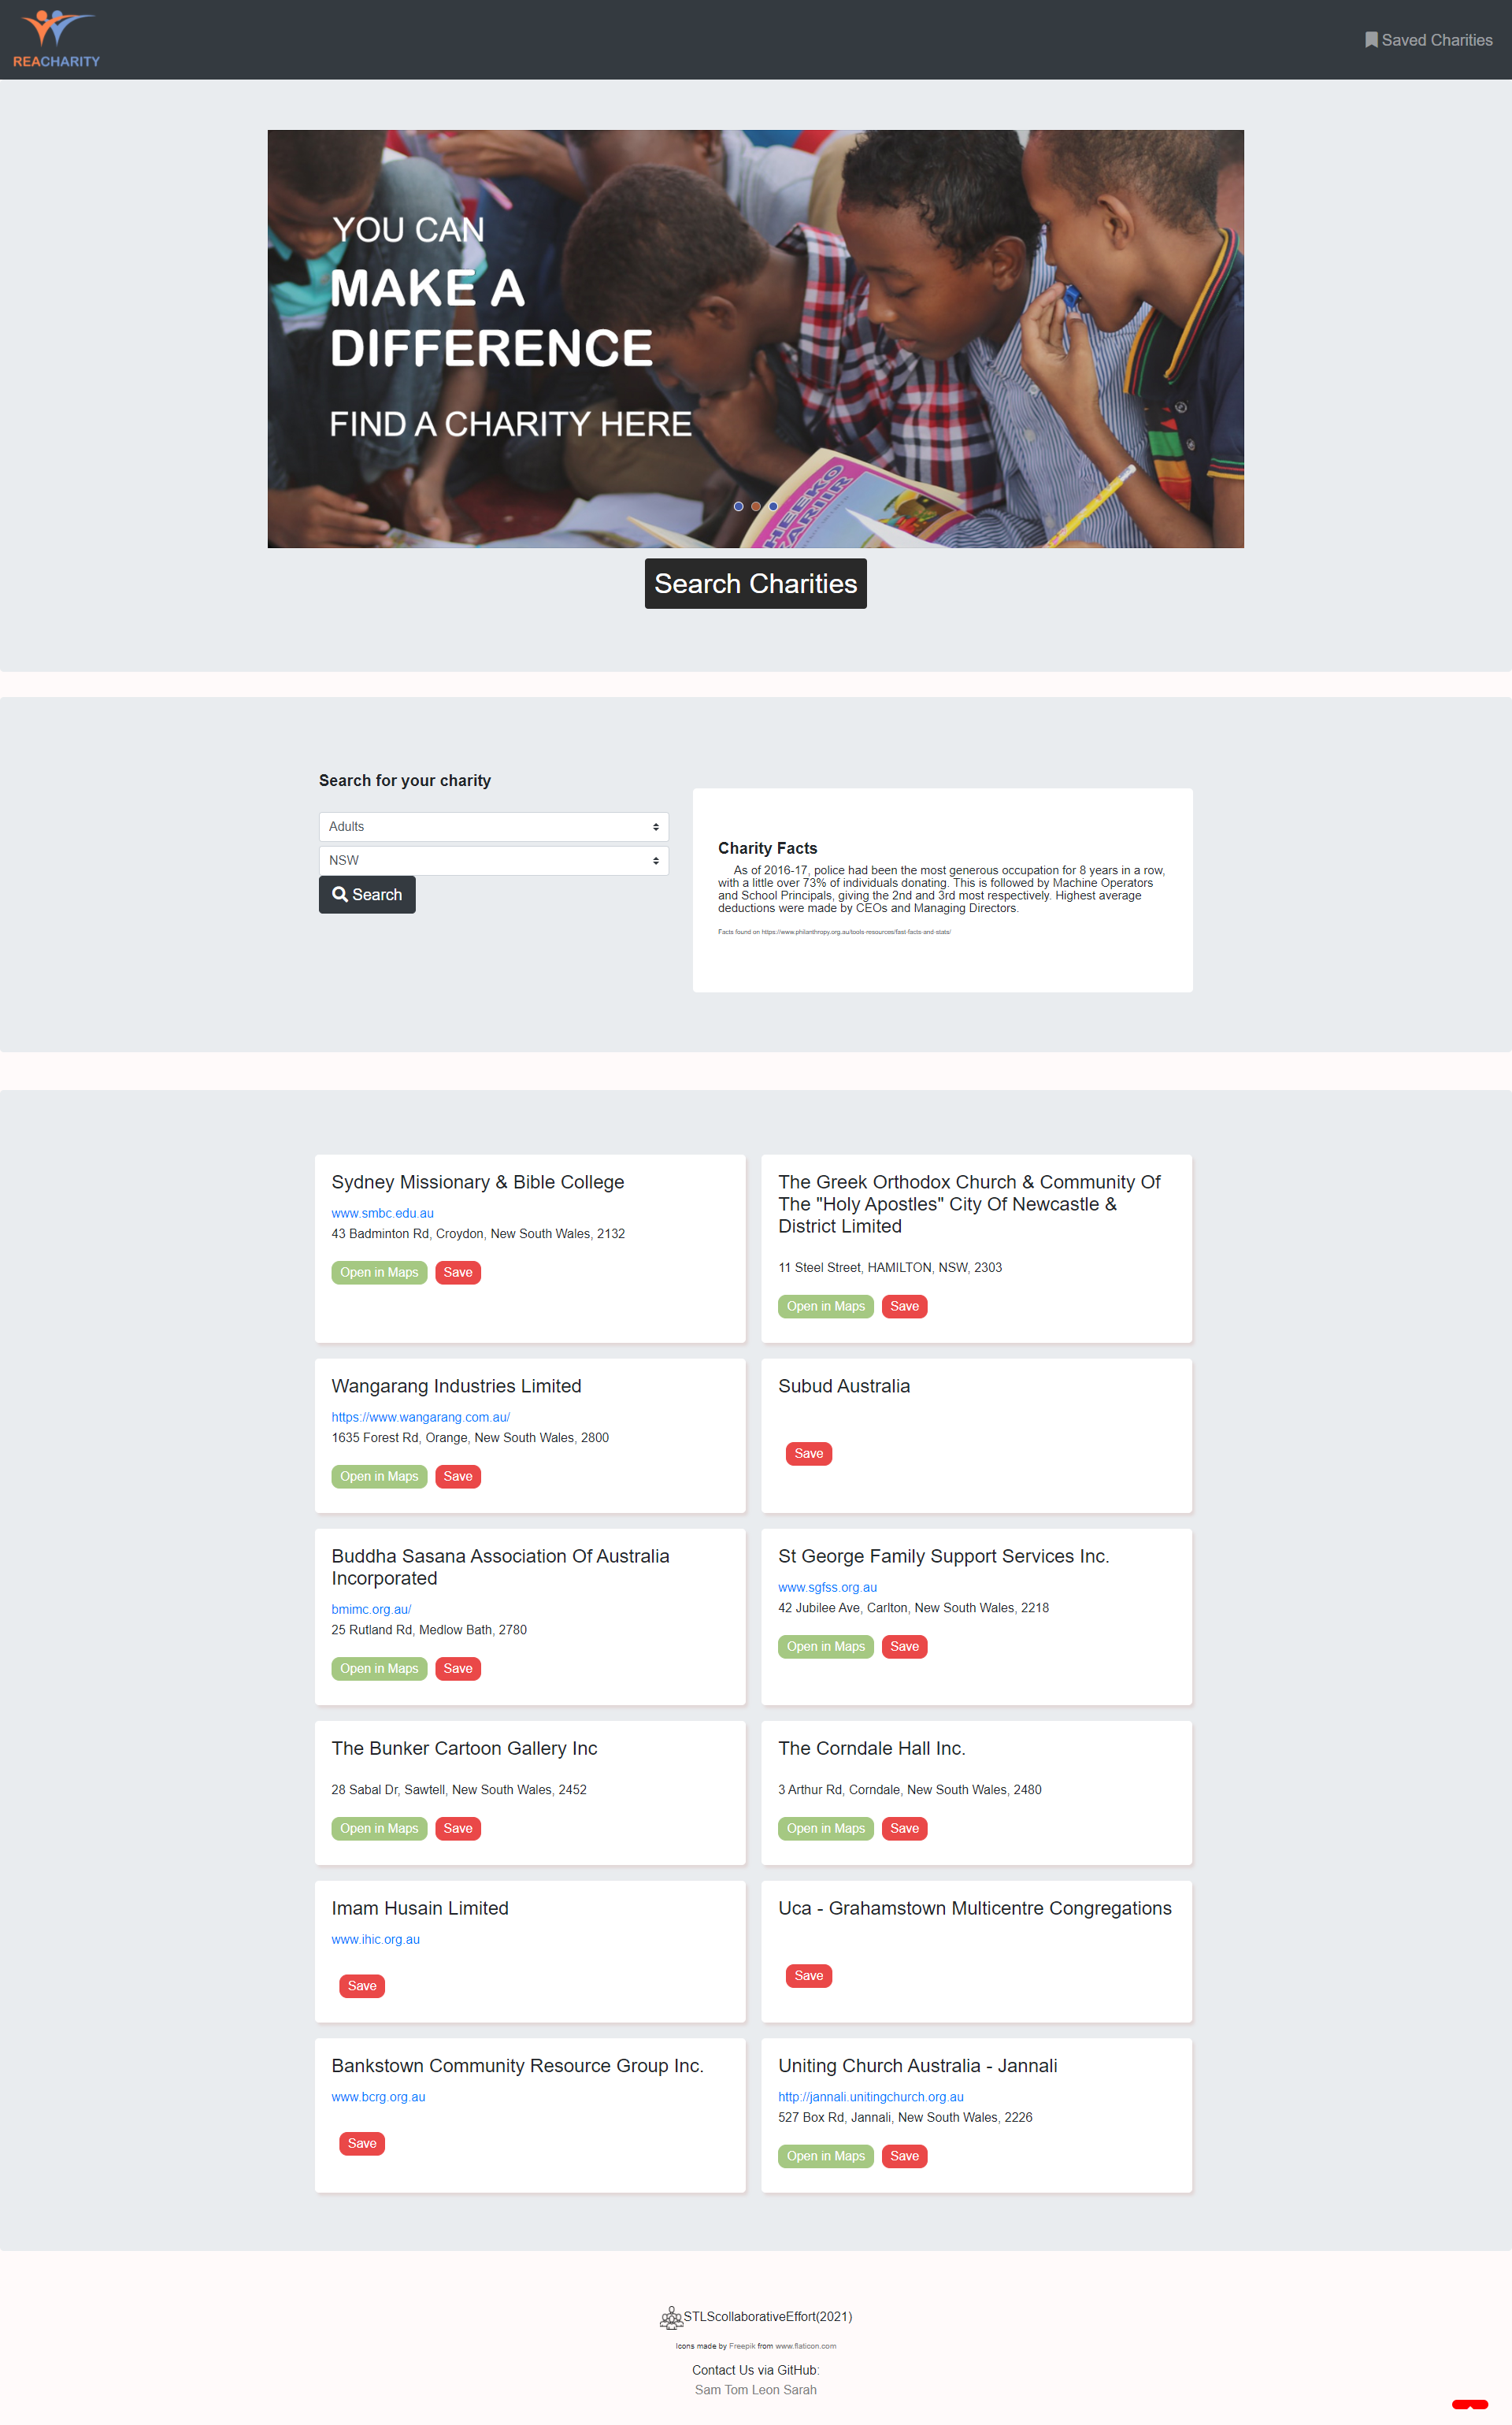 REACHARITY
Saved Charities
YOU CAN
MAKE A
DIFFERENCE
FIND A CHARITY HERE
Search Charities
Search for your charity
Adults
NSW
Search
Charity Facts
As of 2016-17, police had been the most generous occupation for 8 years in a row,
with a little over 73% of individuals donating. This is followed by Machine Operators
and School Principals, giving the 2nd and 3rd most respectively. Highest average
deductions were made by CEOs and Managing Directors.
Facts found on https://www.philanthropy.org.au/tools-resources/fast-facts-and-stats/
Sydney Missionary & Bible College
www.smbc.edu.au
43 Badminton Rd, Croydon, New South Wales, 2132
Open in Maps Save
The Greek Orthodox Church & Community Of
The "Holy Apostles" City Of Newcastle &
District Limited
11 Steel Street, HAMILTON, NSW, 2303
Open in Maps Save
Wangarang Industries Limited
https://www.wangarang.com.au/
1635 Forest Rd, Orange, New South Wales, 2800
Open in Maps Save
Subud Australia
Save
Buddha Sasana Association Of Australia
Incorporated
bmimc.org.au/
25 Rutland Rd, Medlow Bath, 2780
Open in Maps Save
St George Family Support Services Inc.
www.sgfss.org.au
42 Jubilee Ave, Carlton, New South Wales, 2218
Open in Maps Save
The Bunker Cartoon Gallery Inc
28 Sabal Dr, Sawtell, New South Wales, 2452
Open in Maps Save
The Corndale Hall Inc.
3 Arthur Rd, Corndale, New South Wales, 2480
Open in Maps Save
Imam Husain Limited
www.ihic.org.au
Save
Uca - Grahamstown Multicentre Congregations
Save
Bankstown Community Resource Group Inc.
www.bcrg.org.au
Save
Uniting Church Australia - Jannali
http://jannali.unitingchurch.org.au
527 Box Rd, Jannali, New South Wales, 2226
Open in Maps Save
STLScollaborativeEffort(2021)
Icons made by Freepik from www.flaticon.com
Contact Us via GitHub:
Sam Tom Leon Sarah